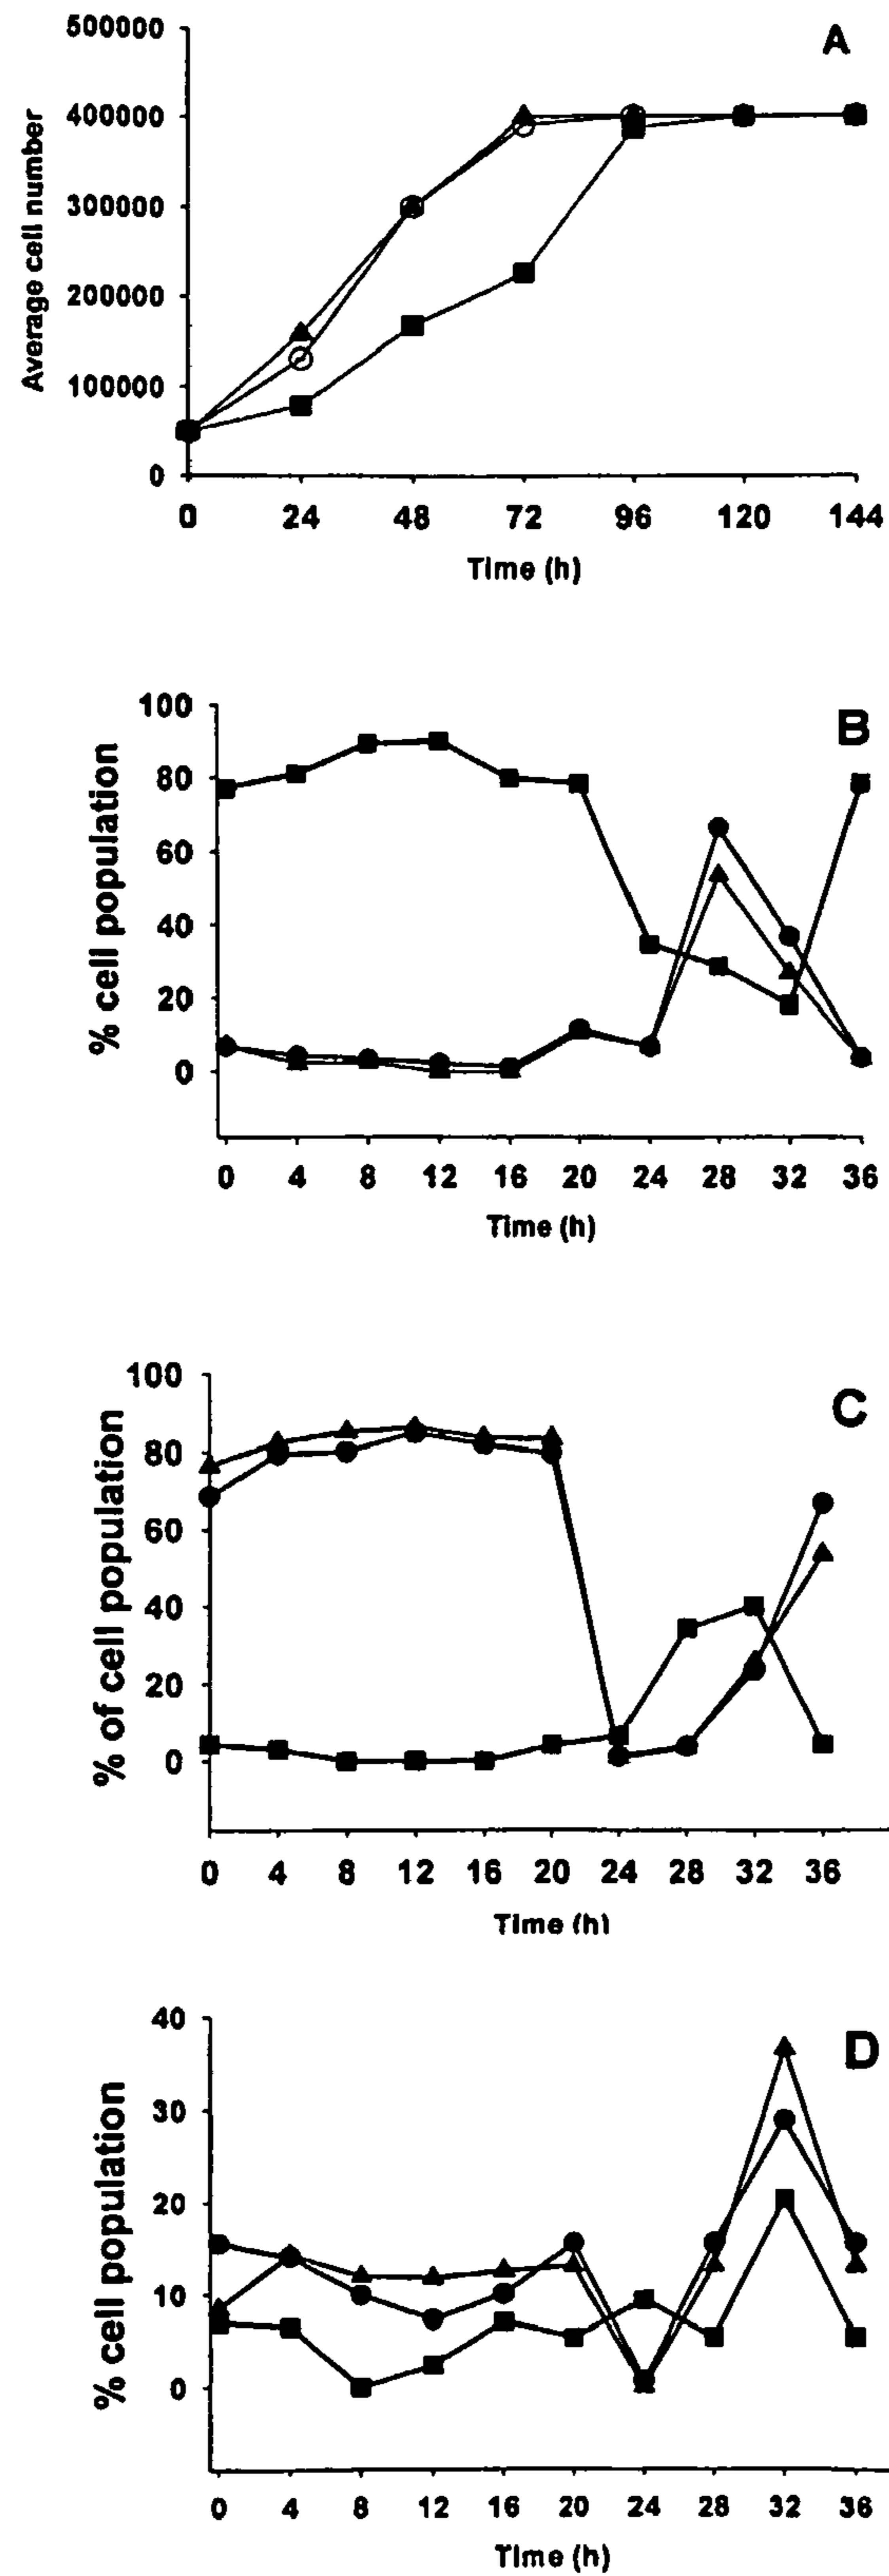 A
Average cell number
500000
400000
300000
200000
100000
0
0 24 48 72 96 120 144
Time (h)
B
% cell population
100
80
60
40
20
0
0 4 8 12 16 20 24 28 32 36
Time (h)
C
% of cell population
100
80
60
40
20
0
0 4 8 12 16 20 24 28 32 36
Time (h)
D
% cell population
40
30
20
10
0
0 4 8 12 16 20 24 28 32 36
Time (h)